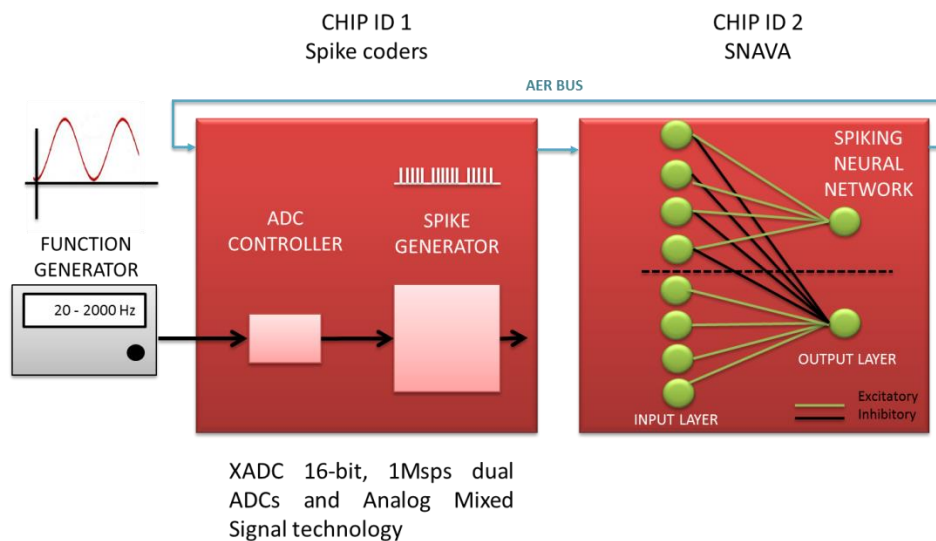 CHIP ID 1
Spike coders
CHIP ID 2
SNAVA
AER BUS
FUNCTION
GENERATOR
20 - 2000 Hz
ADC
CONTROLLER
SPIKE
GENERATOR
SPIKING
NEURAL
NETWORK
OUTPUT LAYER
INPUT LAYER
Excitatory
Inhibitory
XADC 16-bit, 1Msps dual
ADCs and Analog Mixed
Signal technology